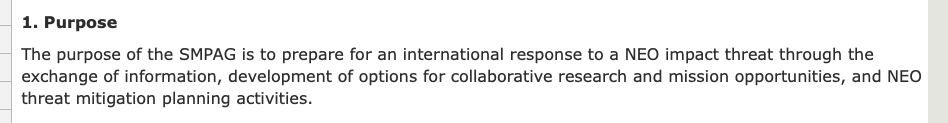 1. Purpose
The purpose of the SMPAG is to prepare for an international response to a NEO impact threat through the
exchange of information, development of options for collaborative research and mission opportunities, and NEO
threat mitigation planning activities.